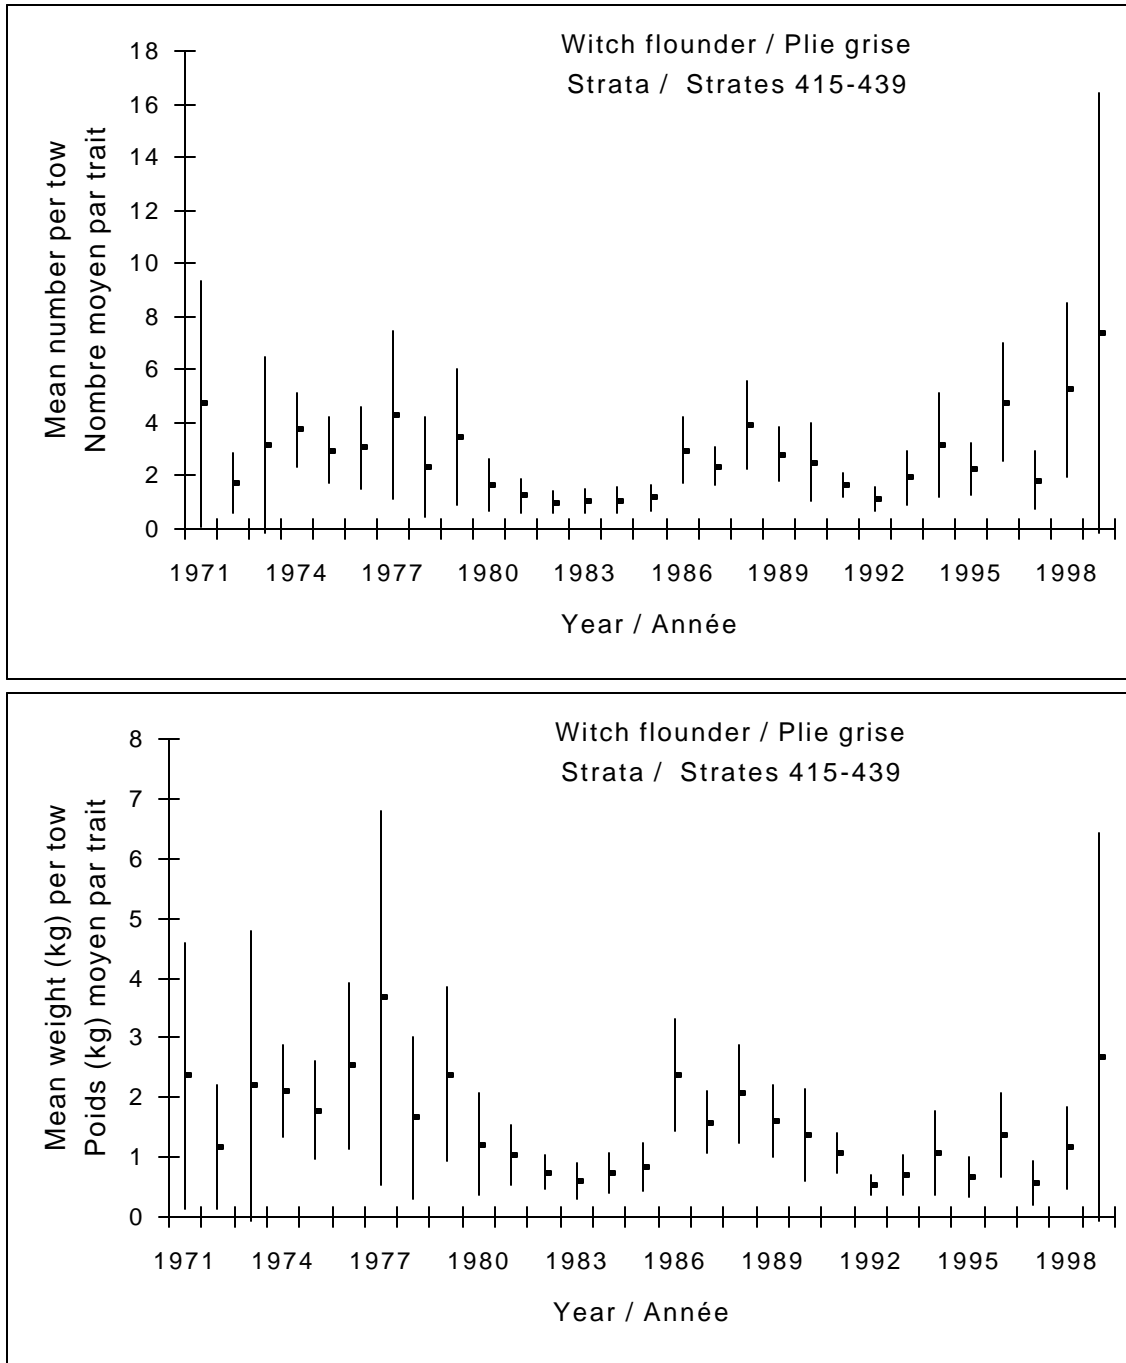 Witch flounder / Plie grise
Strata / Strates 415-439
Mean number per tow
Nombre moyen par trait
18
16
14
12
10
8
6
4
2
0
1971 1974 1977 1980 1983 1986 1989 1992 1995 1998
Year / Année
Witch flounder / Plie grise
Strata / Strates 415-439
Mean weight (kg) per tow
Poids (kg) moyen par trait
8
7
6
5
4
3
2
1
0
1971 1974 1977 1980 1983 1986 1989 1992 1995 1998
Year / Année